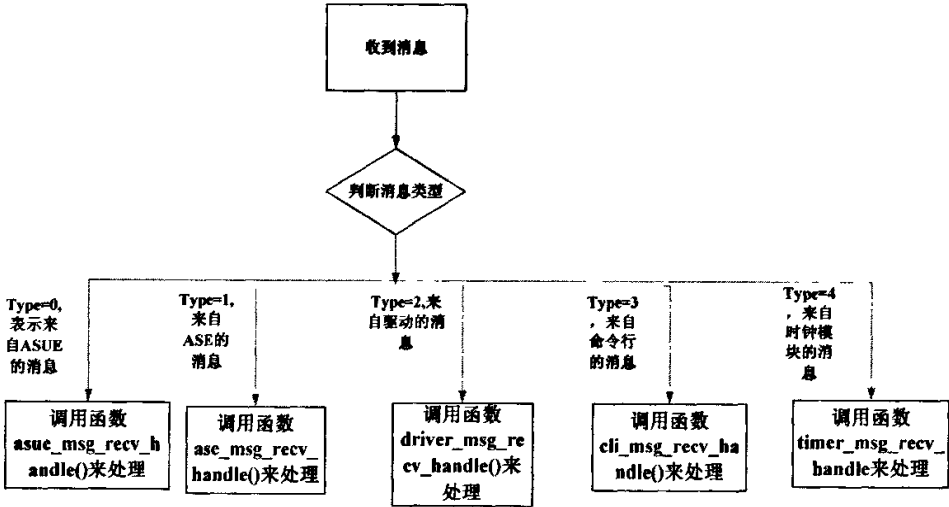 收到消息
判断消息类型
Type=0,
表示来
自ASUE
的消息
Type=1,
来自
ASE的
消息
Type=2,来
自驱动的消
息
Type=3
，来自
命令行
的消息
Type=4
，来自
时钟模
块的消
息
调用函数
asue_msg_recv_h
andle()来处理
调用函数
ase_msg_recv_
handle()来处理
调用函数
driver_msg_re
cv_handle()来
处理
调用函数
cli_msg_recv_ha
ndle()来处理
调用函数
timer_msg_recv_
handle来处理